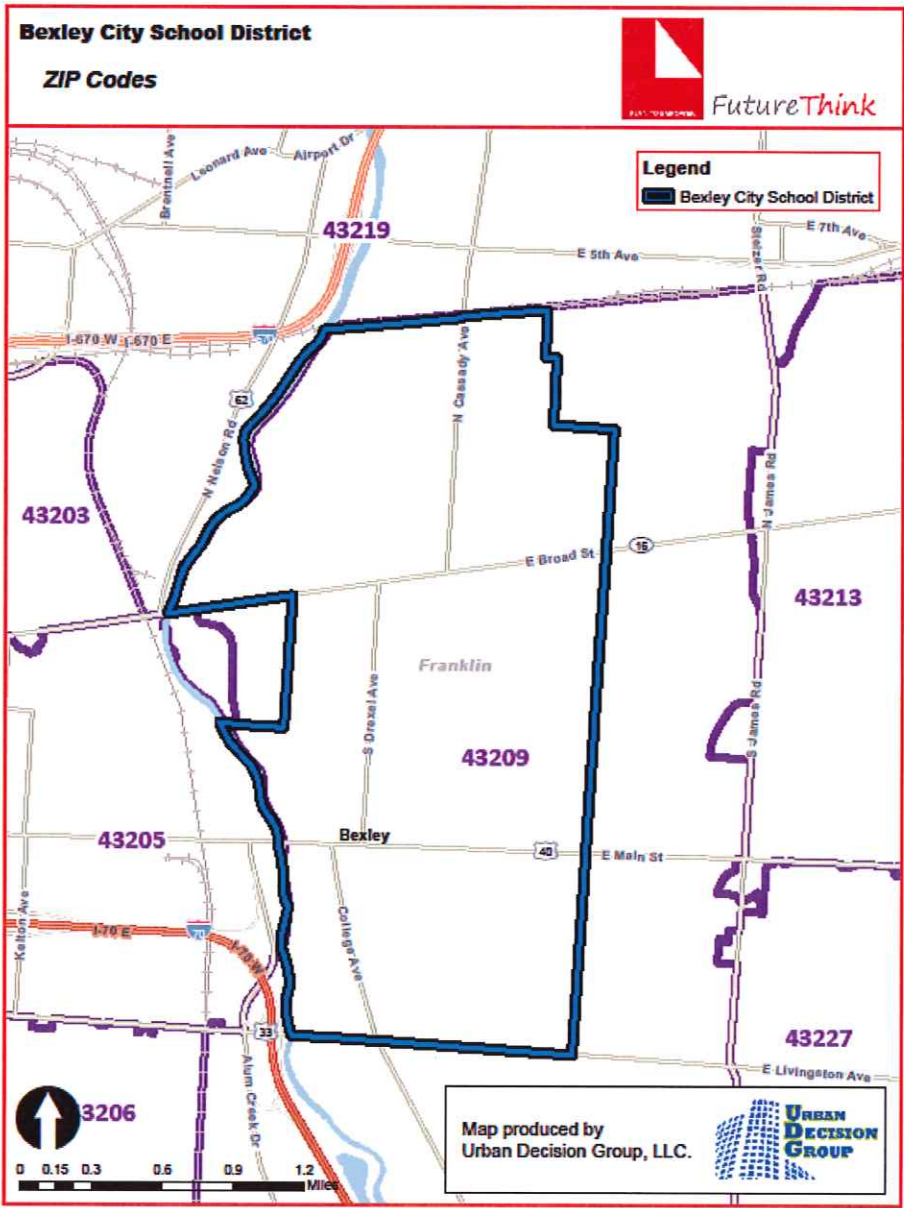 Bexley City School District
ZIP Codes
FutureThink
Legend
Bexley City School District
Brentnell Ave
Leonard Ave
Airport Dr
43219
E 5th Ave
Stelzer Rd
E 7th Ave
I-670 W
I-670 E
62
N Nelson Rd
N Cassady Ave
43203
N James Rd
16
E Broad St
43213
Franklin
S Drexel Ave
S James Rd
43209
43205
Bexley
40
E Main St
Kelton Ave
I-70 E
70
I-70 W
College Ave
33
43227
E Livingston Ave
Alum Creek Dr
3206
0 0.15 0.3 0.6 0.9 1.2
Miles
Map produced by
Urban Decision Group, LLC.
URBAN
DECISION
GROUP